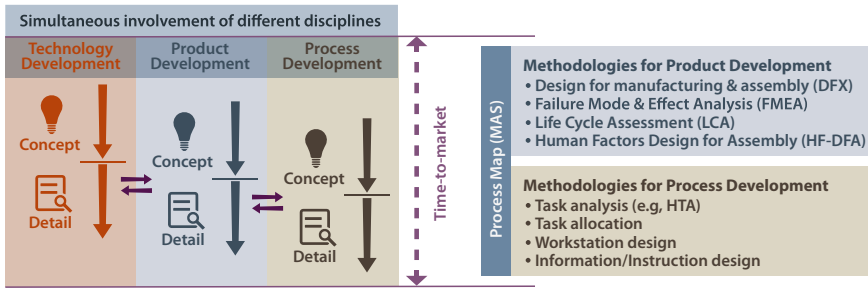 Simultaneous involvement of different disciplines
Technology
Development
Product
Development
Process
Development
Concept
Detail
Concept
Detail
Concept
Detail
Time-to-market
Process Map (MAS)
Methodologies for Product Development
• Design for manufacturing & assembly (DFX)
• Failure Mode & Effect Analysis (FMEA)
• Life Cycle Assessment (LCA)
• Human Factors Design for Assembly (HF-DFA)
Methodologies for Process Development
• Task analysis (e.g, HTA)
• Task allocation
• Workstation design
• Information/Instruction design